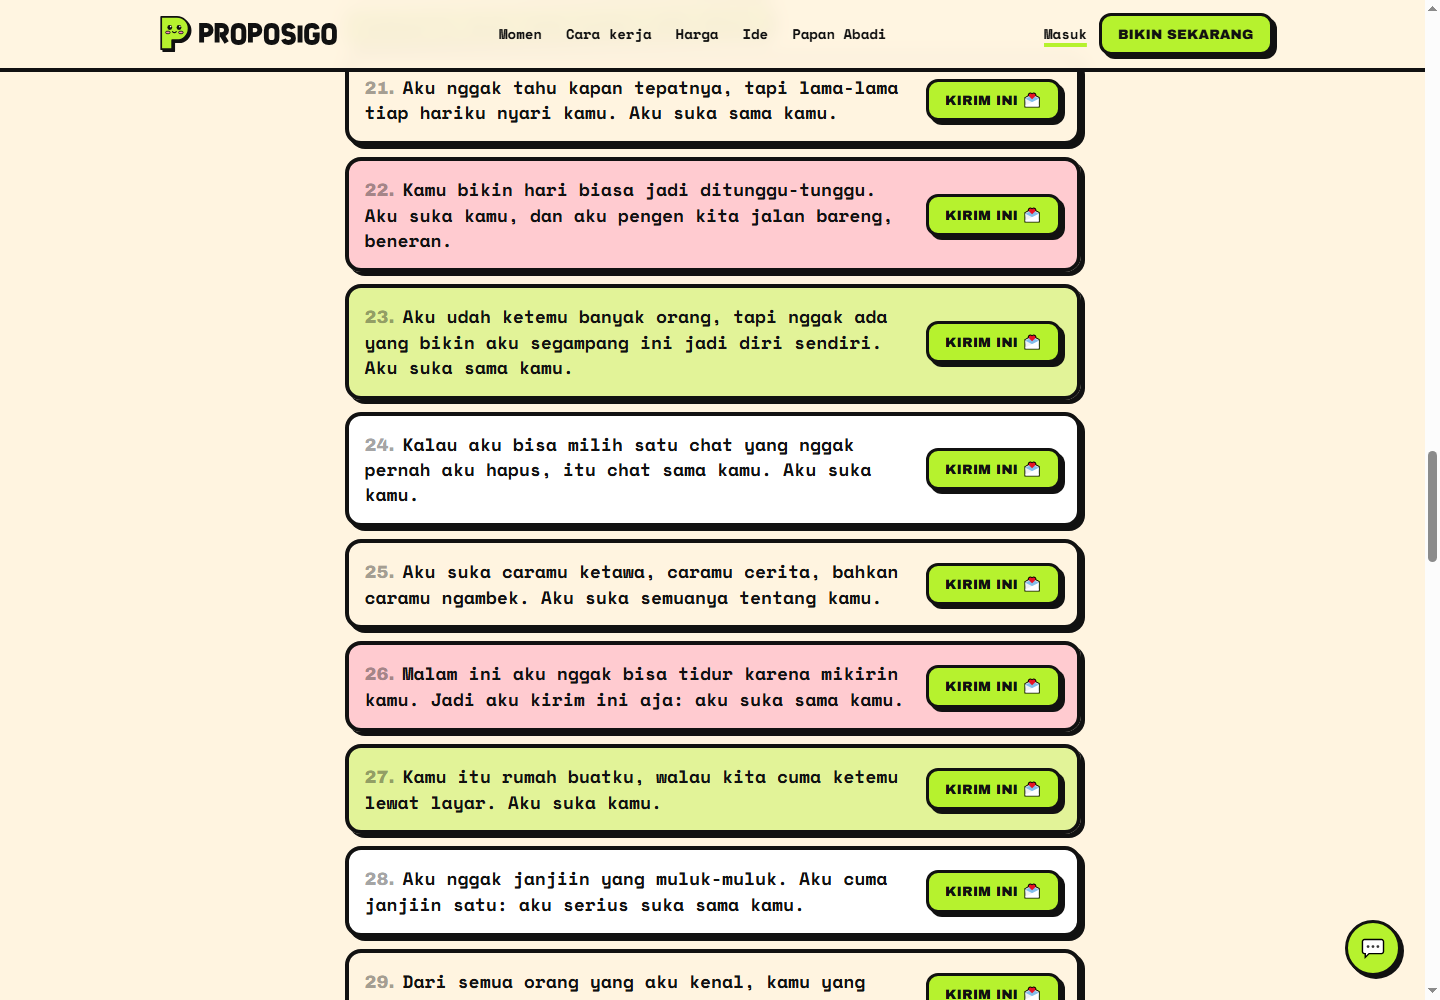 PROPOSIGO
Momen Cara kerja Harga Ide Papan Abadi
Masuk
BIKIN SEKARANG
21. Aku nggak tahu kapan tepatnya, tapi lama-lama
tiap hariku nyari kamu. Aku suka sama kamu.
KIRIM INI
22. Kamu bikin hari biasa jadi ditunggu-tunggu.
Aku suka kamu, dan aku pengen kita jalan bareng,
beneran.
KIRIM INI
23. Aku udah ketemu banyak orang, tapi nggak ada
yang bikin aku segampang ini jadi diri sendiri.
Aku suka sama kamu.
KIRIM INI
24. Kalau aku bisa milih satu chat yang nggak
pernah aku hapus, itu chat sama kamu. Aku suka
kamu.
KIRIM INI
25. Aku suka caramu ketawa, caramu cerita, bahkan
caramu ngambek. Aku suka semuanya tentang kamu.
KIRIM INI
26. Malam ini aku nggak bisa tidur karena mikirin
kamu. Jadi aku kirim ini aja: aku suka sama kamu.
KIRIM INI
27. Kamu itu rumah buatku, walau kita cuma ketemu
lewat layar. Aku suka kamu.
KIRIM INI
28. Aku nggak janjiin yang muluk-muluk. Aku cuma
janjiin satu: aku serius suka sama kamu.
KIRIM INI
29. Dari semua orang yang aku kenal, kamu yang
KIRIM INI